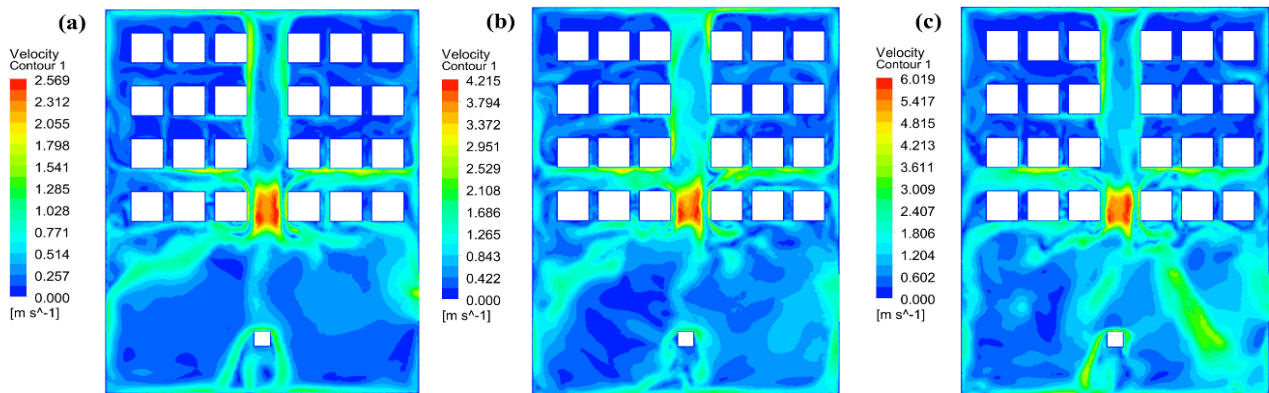 (a)
Velocity
Contour 1
2.569
2.312
2.055
1.798
1.541
1.285
1.028
0.771
0.514
0.257
0.000
[m s^-1]
(b)
Velocity
Contour 1
4.215
3.794
3.372
2.951
2.529
2.108
1.686
1.265
0.843
0.422
0.000
[m s^-1]
(c)
Velocity
Contour 1
6.019
5.417
4.815
4.213
3.611
3.009
2.407
1.806
1.204
0.602
0.000
[m s^-1]